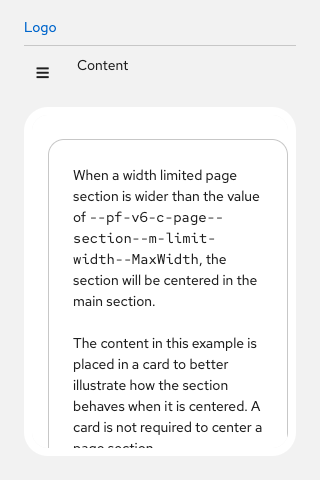 Logo
Content
When a width limited page
section is wider than the value
of --pf-v6-c-page--
section--m-limit-
width--MaxWidth, the
section will be centered in the
main section.
The content in this example is
placed in a card to better
illustrate how the section
behaves when it is centered. A
card is not required to center a
page section.